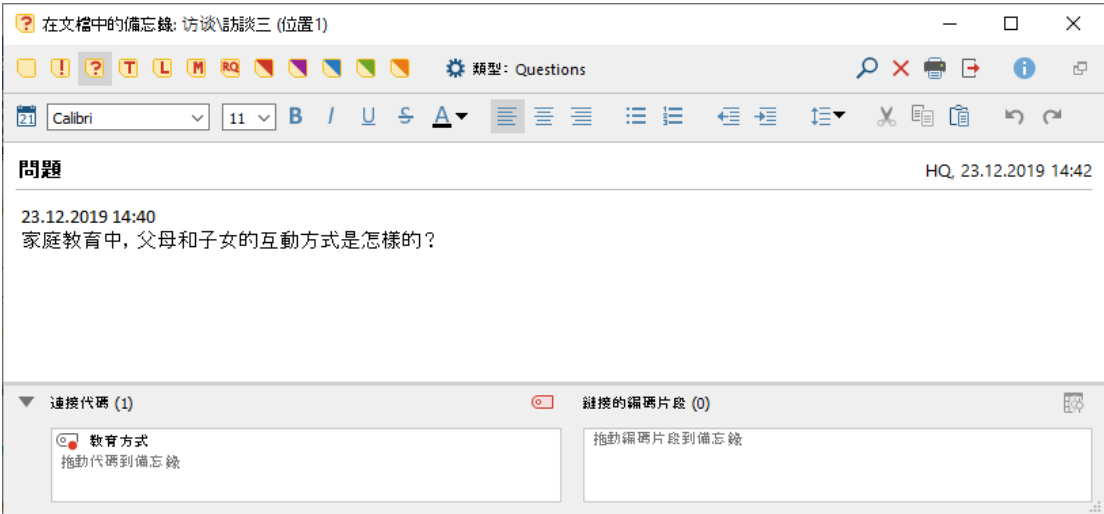 在文檔中的備忘錄: 访谈\訪談三 (位置1)
! ? T L M RQ 類型: Questions
21 Calibri 11 B I U S A
問題
HQ, 23.12.2019 14:42
23.12.2019 14:40
家庭教育中, 父母和子女的互動方式是怎樣的?
連接代碼 (1)
鏈接的編碼片段 (0)
教育方式
拖動代碼到備忘錄
拖動編碼片段到備忘錄